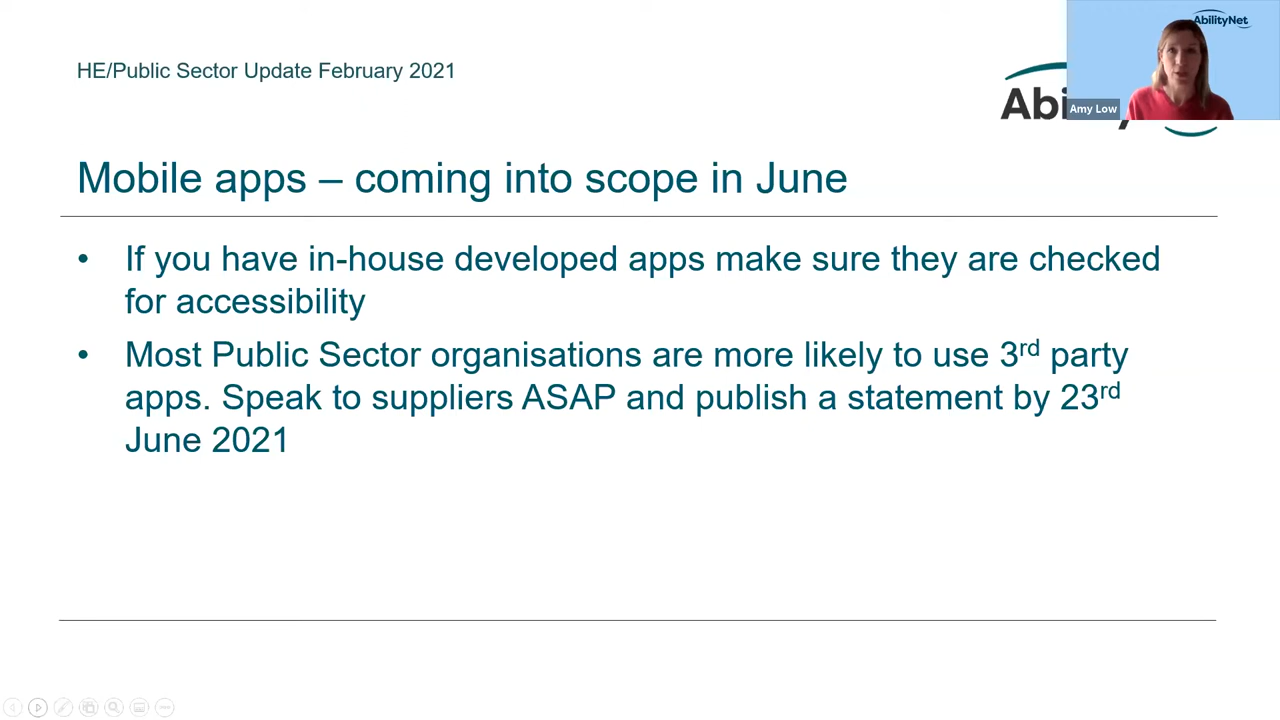 HE/Public Sector Update February 2021
AbilityNet
Amy Low
Mobile apps – coming into scope in June
• If you have in-house developed apps make sure they are checked
for accessibility
• Most Public Sector organisations are more likely to use 3rd party
apps. Speak to suppliers ASAP and publish a statement by 23rd
June 2021